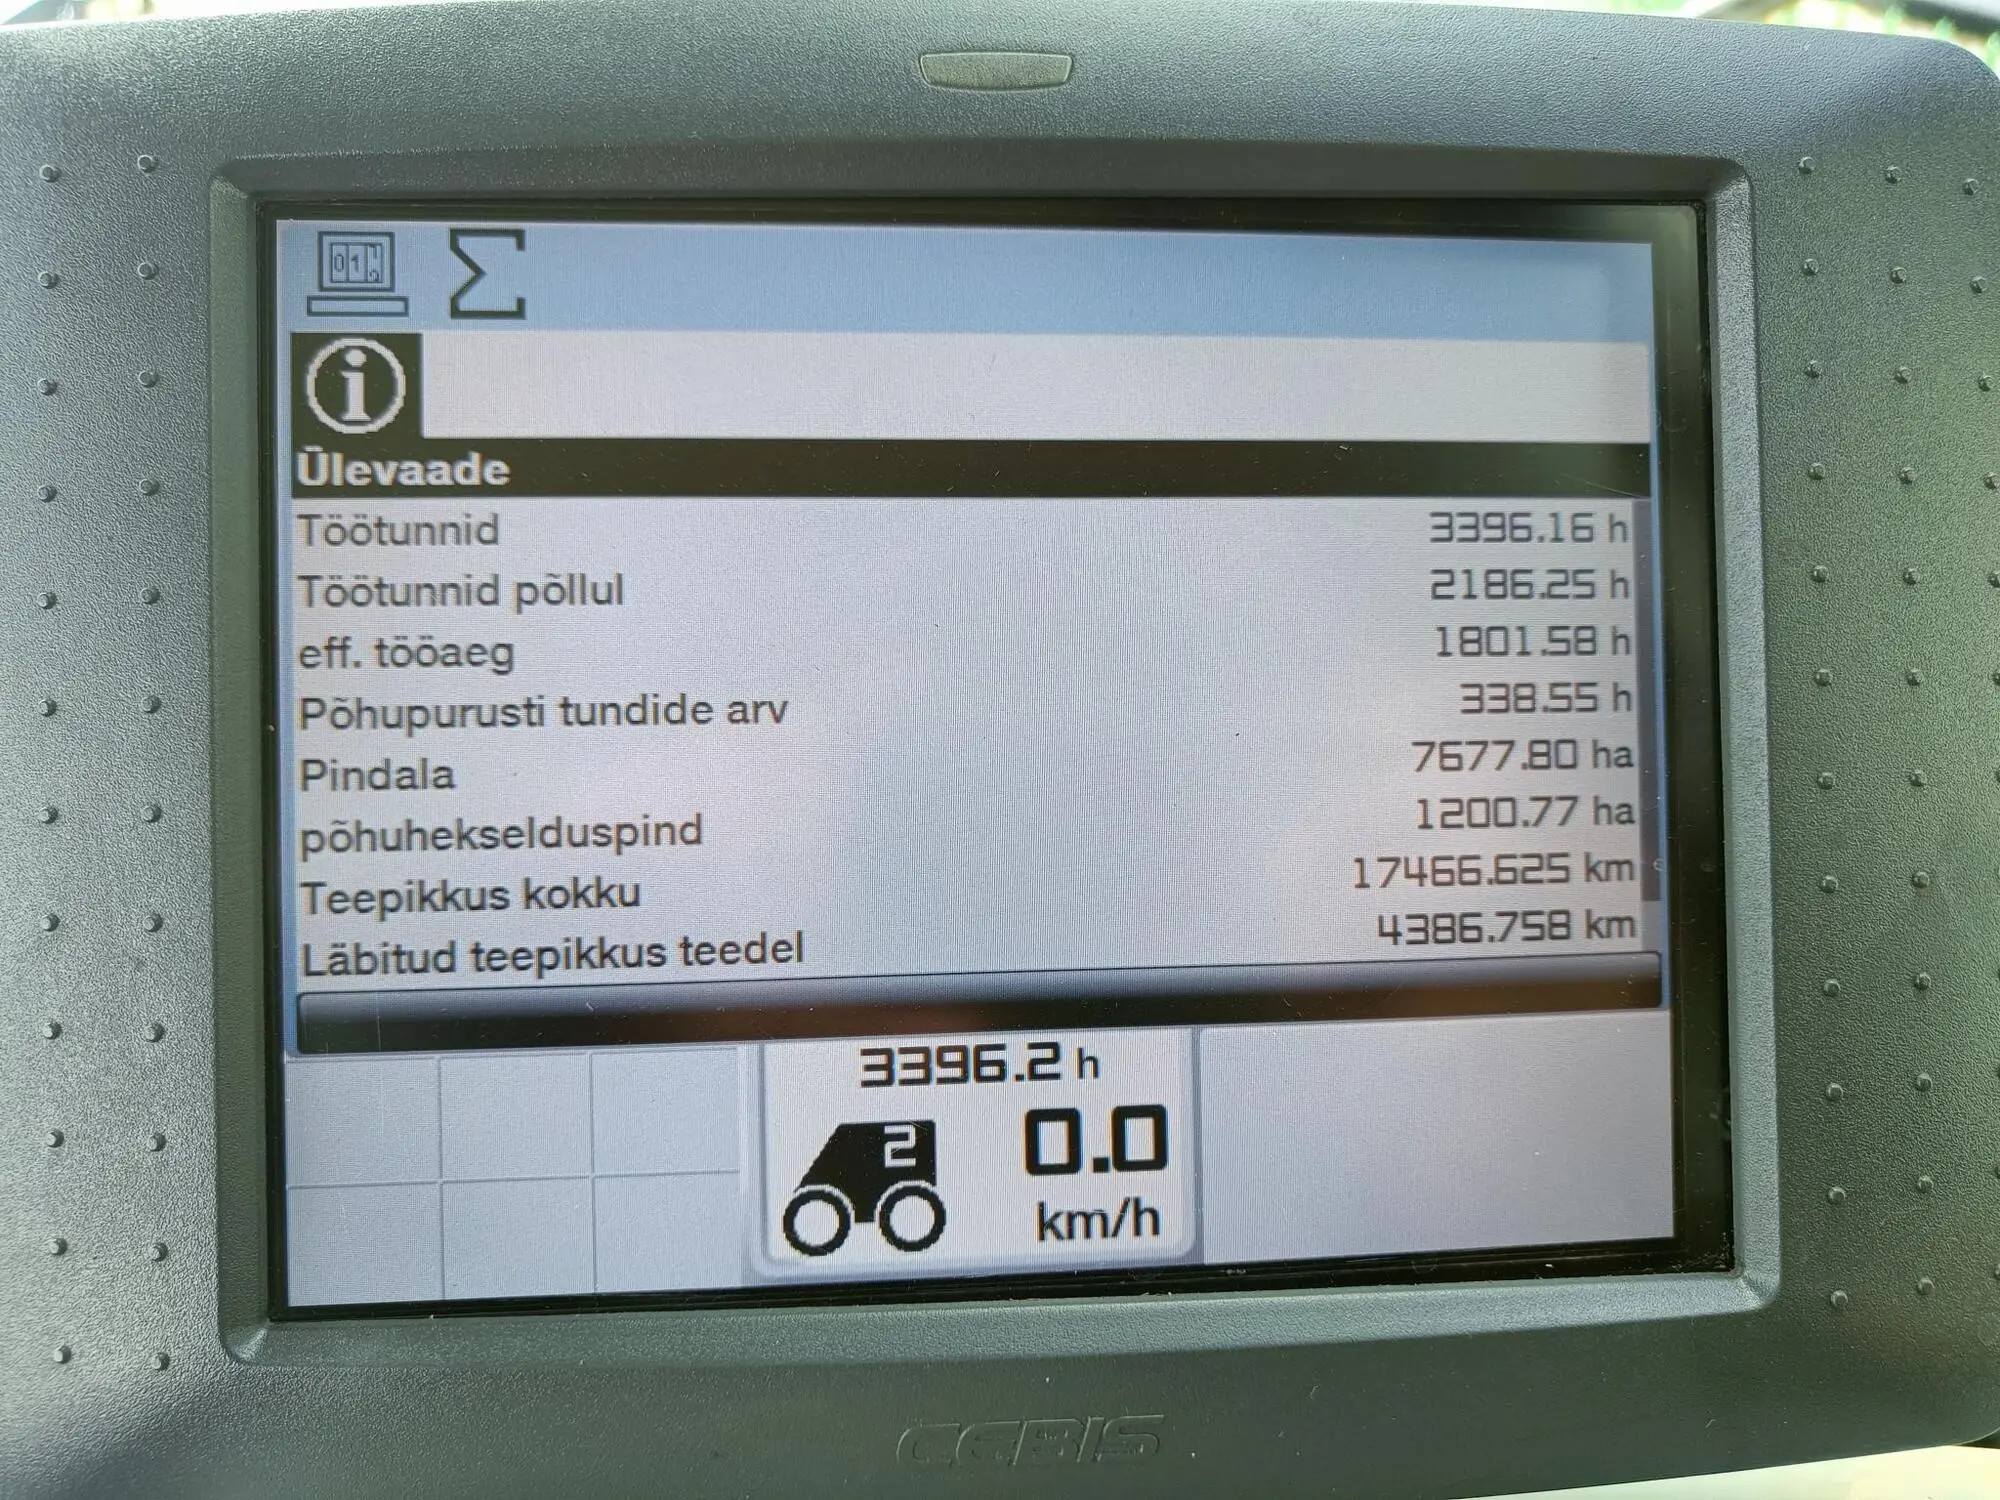 Ülevaade
Töötunnid 3396.16 h
Töötunnid põllul 2186.25 h
eff. tööaeg 1801.58 h
Põhupurusti tundide arv 338.55 h
Pindala 7677.80 ha
põhuhekselduspind 1200.77 ha
Teepikkus kokku 17466.625 km
Läbitud teepikkus teedel 4386.758 km
3396.2 h
2 0.0
km/h
CEBIS